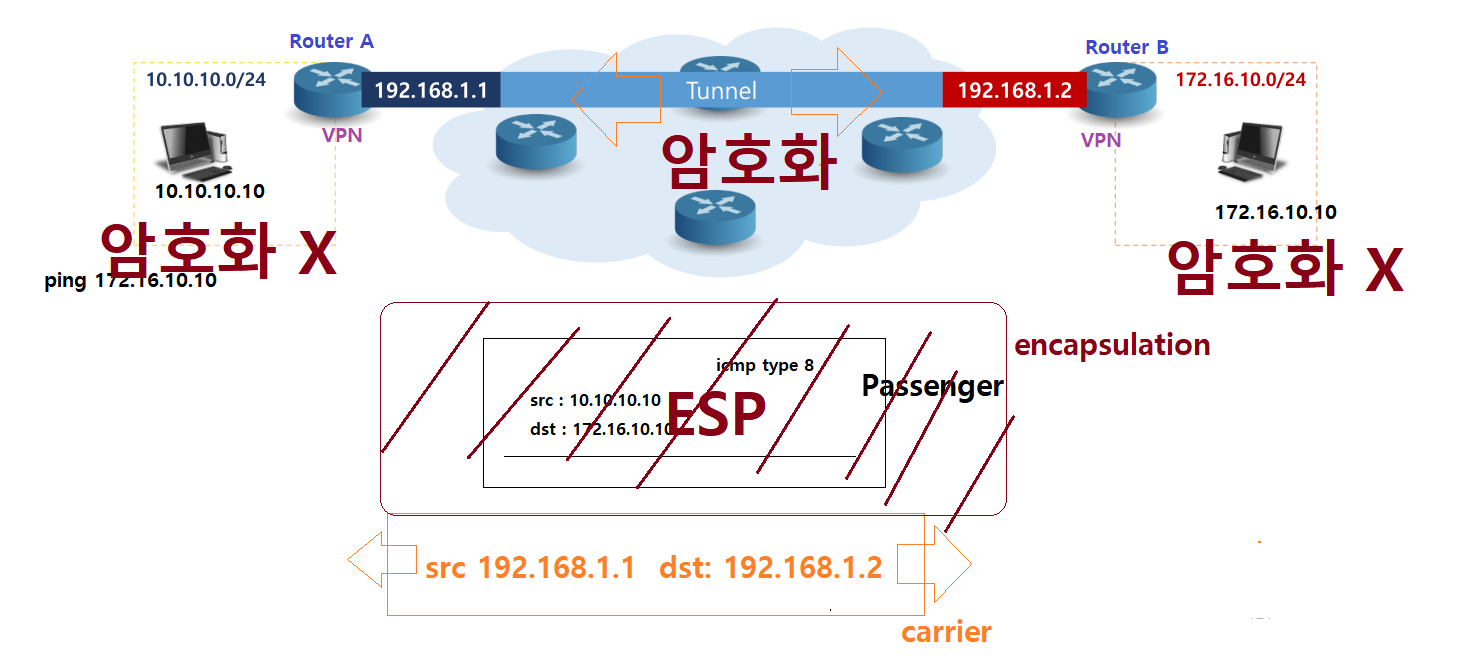 Router A
Router B
10.10.10.0/24
192.168.1.1
Tunnel
192.168.1.2
172.16.10.0/24
VPN
VPN
암호화
10.10.10.10
172.16.10.10
암호화 X
암호화 X
ping 172.16.10.10
encapsulation
icmp type 8
Passenger
src : 10.10.10.10
ESP
dst : 172.16.10.10
src 192.168.1.1 dst: 192.168.1.2
carrier